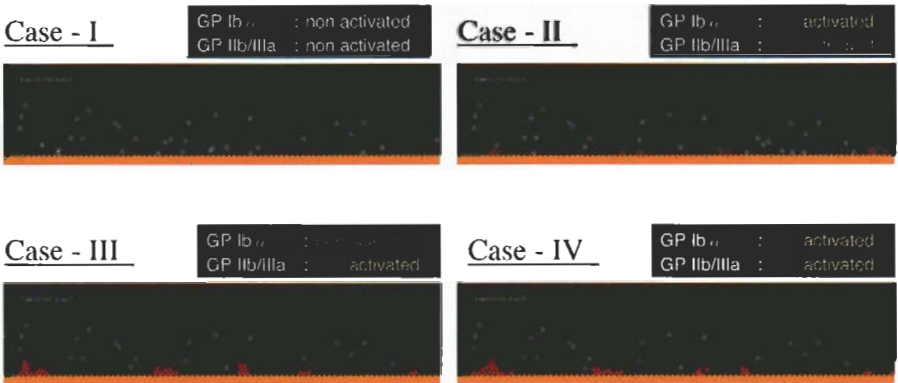 Case - I
GP Ib α : non activated
GP IIb/IIIa : non activated
Case - II
GP Ib α : activated
GP IIb/IIIa :
Case - III
GP Ib α :
GP IIb/IIIa : activated
Case - IV
GP Ib α : activated
GP IIb/IIIa : activated